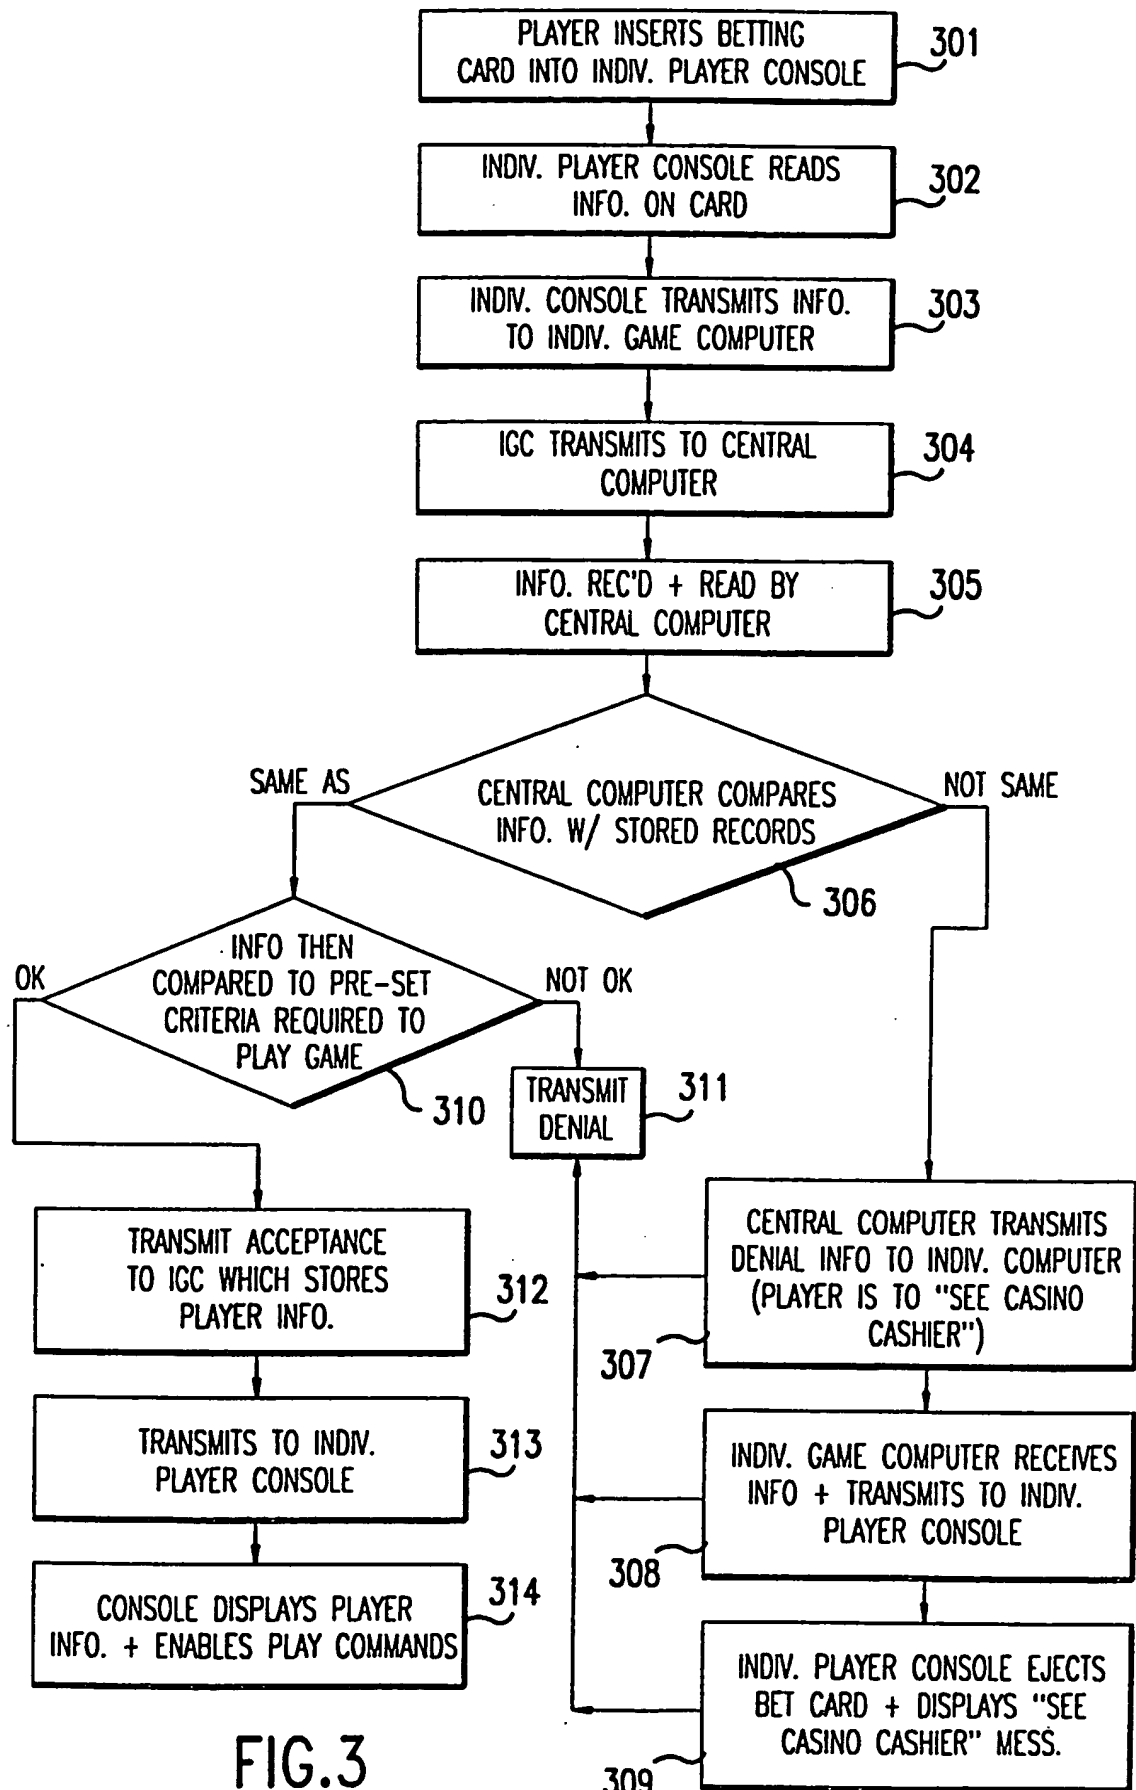 PLAYER INSERTS BETTING
CARD INTO INDIV. PLAYER CONSOLE
301
INDIV. PLAYER CONSOLE READS
INFO. ON CARD
302
INDIV. CONSOLE TRANSMITS INFO.
TO INDIV. GAME COMPUTER
303
IGC TRANSMITS TO CENTRAL
COMPUTER
304
INFO. REC'D + READ BY
CENTRAL COMPUTER
305
SAME AS
CENTRAL COMPUTER COMPARES
INFO. W/ STORED RECORDS
NOT SAME
306
OK
INFO THEN
COMPARED TO PRE-SET
CRITERIA REQUIRED TO
PLAY GAME
NOT OK
310
TRANSMIT
DENIAL
311
TRANSMIT ACCEPTANCE
TO IGC WHICH STORES
PLAYER INFO.
312
CENTRAL COMPUTER TRANSMITS
DENIAL INFO TO INDIV. COMPUTER
(PLAYER IS TO "SEE CASINO
CASHIER")
307
TRANSMITS TO INDIV.
PLAYER CONSOLE
313
INDIV. GAME COMPUTER RECEIVES
INFO + TRANSMITS TO INDIV.
PLAYER CONSOLE
308
CONSOLE DISPLAYS PLAYER
INFO. + ENABLES PLAY COMMANDS
314
INDIV. PLAYER CONSOLE EJECTS
BET CARD + DISPLAYS "SEE
CASINO CASHIER" MESS.
309
FIG.3